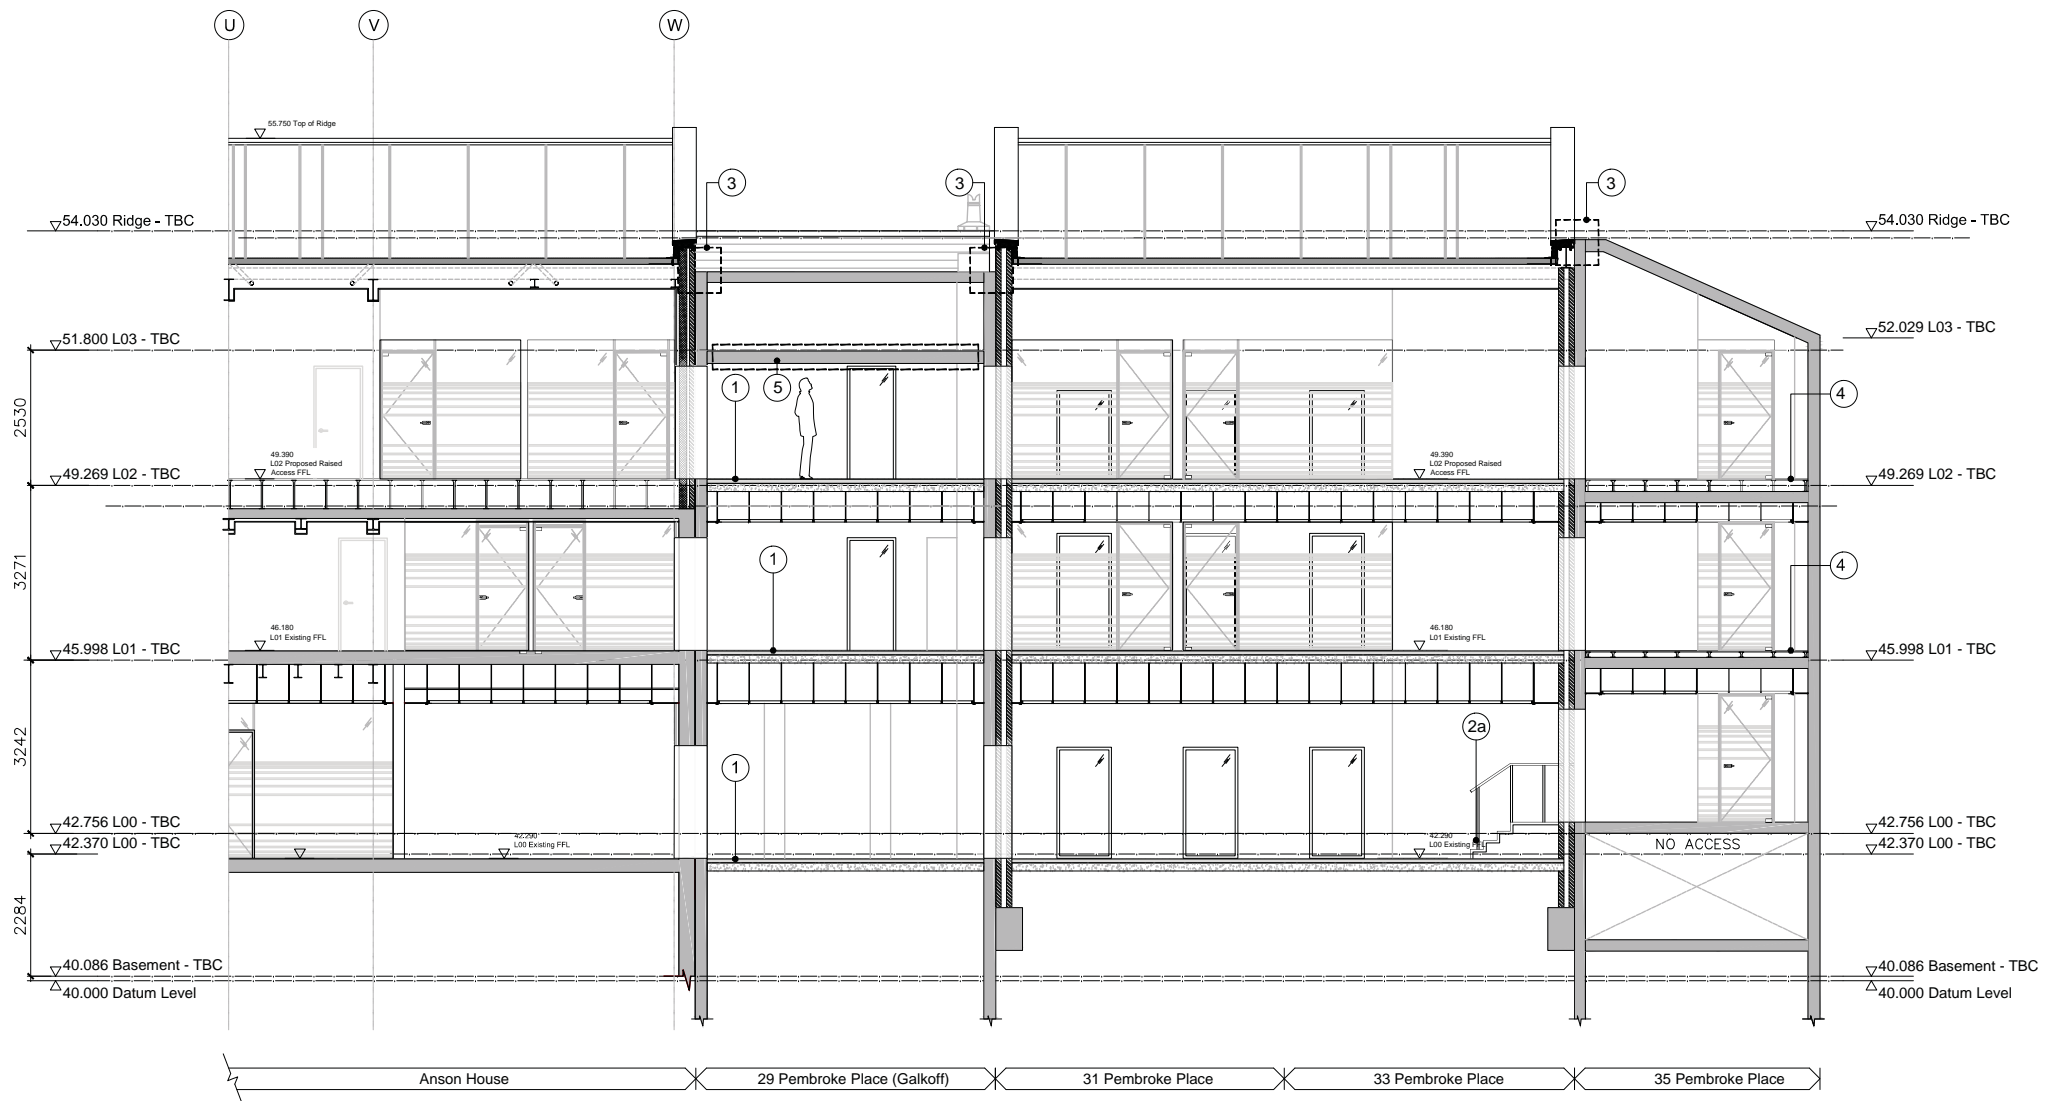 U
V
W
55.750 Top of Ridge
3
3
3
54.030 Ridge - TBC
54.030 Ridge - TBC
51.800 L03 - TBC
52.029 L03 - TBC
1
5
4
2530
49.390
L02 Proposed Raised
Access FFL
49.390
L02 Proposed Raised
Access FFL
49.269 L02 - TBC
49.269 L02 - TBC
3271
1
4
46.180
L01 Existing FFL
46.180
L01 Existing FFL
45.998 L01 - TBC
45.998 L01 - TBC
3242
1
2a
42.756 L00 - TBC
42.756 L00 - TBC
42.370 L00 - TBC
42.290
L00 Existing FFL
42.290
L00 Existing FFL
NO ACCESS
42.370 L00 - TBC
2284
40.086 Basement - TBC
40.086 Basement - TBC
40.000 Datum Level
40.000 Datum Level
Anson House
29 Pembroke Place (Galkoff)
31 Pembroke Place
33 Pembroke Place
35 Pembroke Place